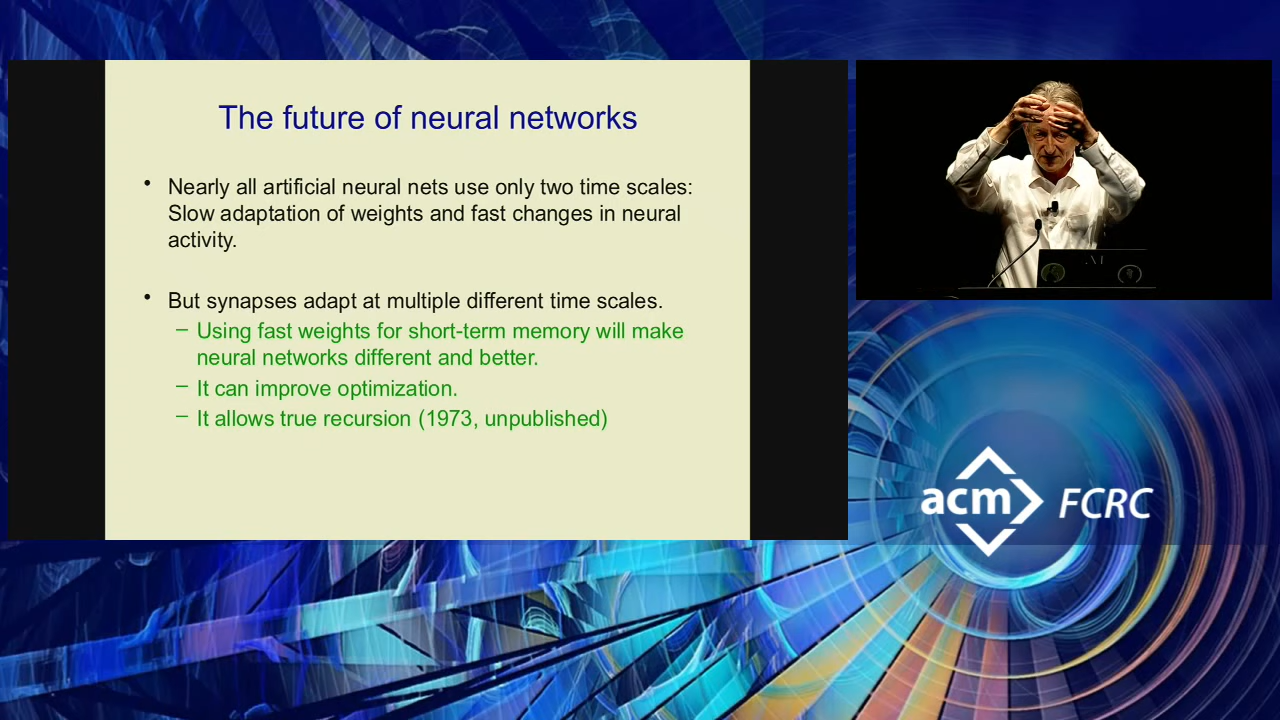 The future of neural networks
• Nearly all artificial neural nets use only two time scales:
Slow adaptation of weights and fast changes in neural
activity.
• But synapses adapt at multiple different time scales.
– Using fast weights for short-term memory will make
neural networks different and better.
– It can improve optimization.
– It allows true recursion (1973, unpublished)
acm FCRC